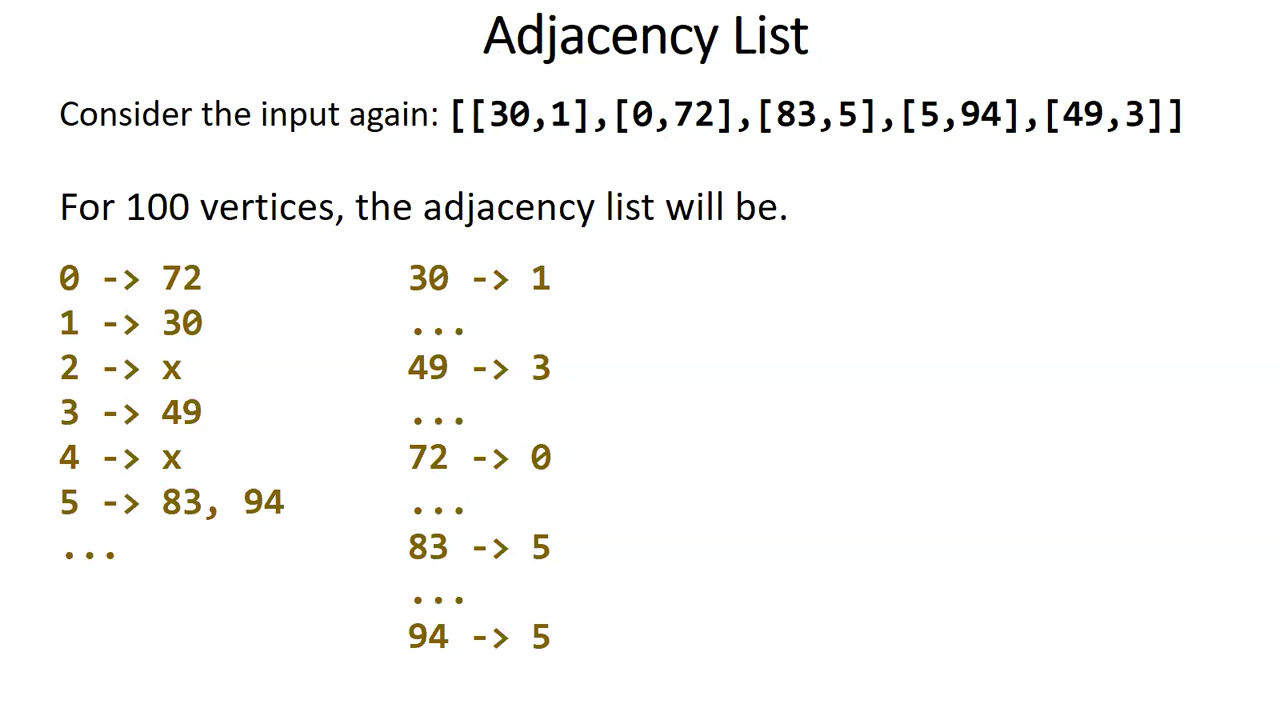 Adjacency List
Consider the input again: [[30,1],[0,72],[83,5],[5,94],[49,3]]
For 100 vertices, the adjacency list will be.
0 -> 72
1 -> 30
2 -> x
3 -> 49
4 -> x
5 -> 83, 94
...
30 -> 1
...
49 -> 3
...
72 -> 0
...
83 -> 5
...
94 -> 5